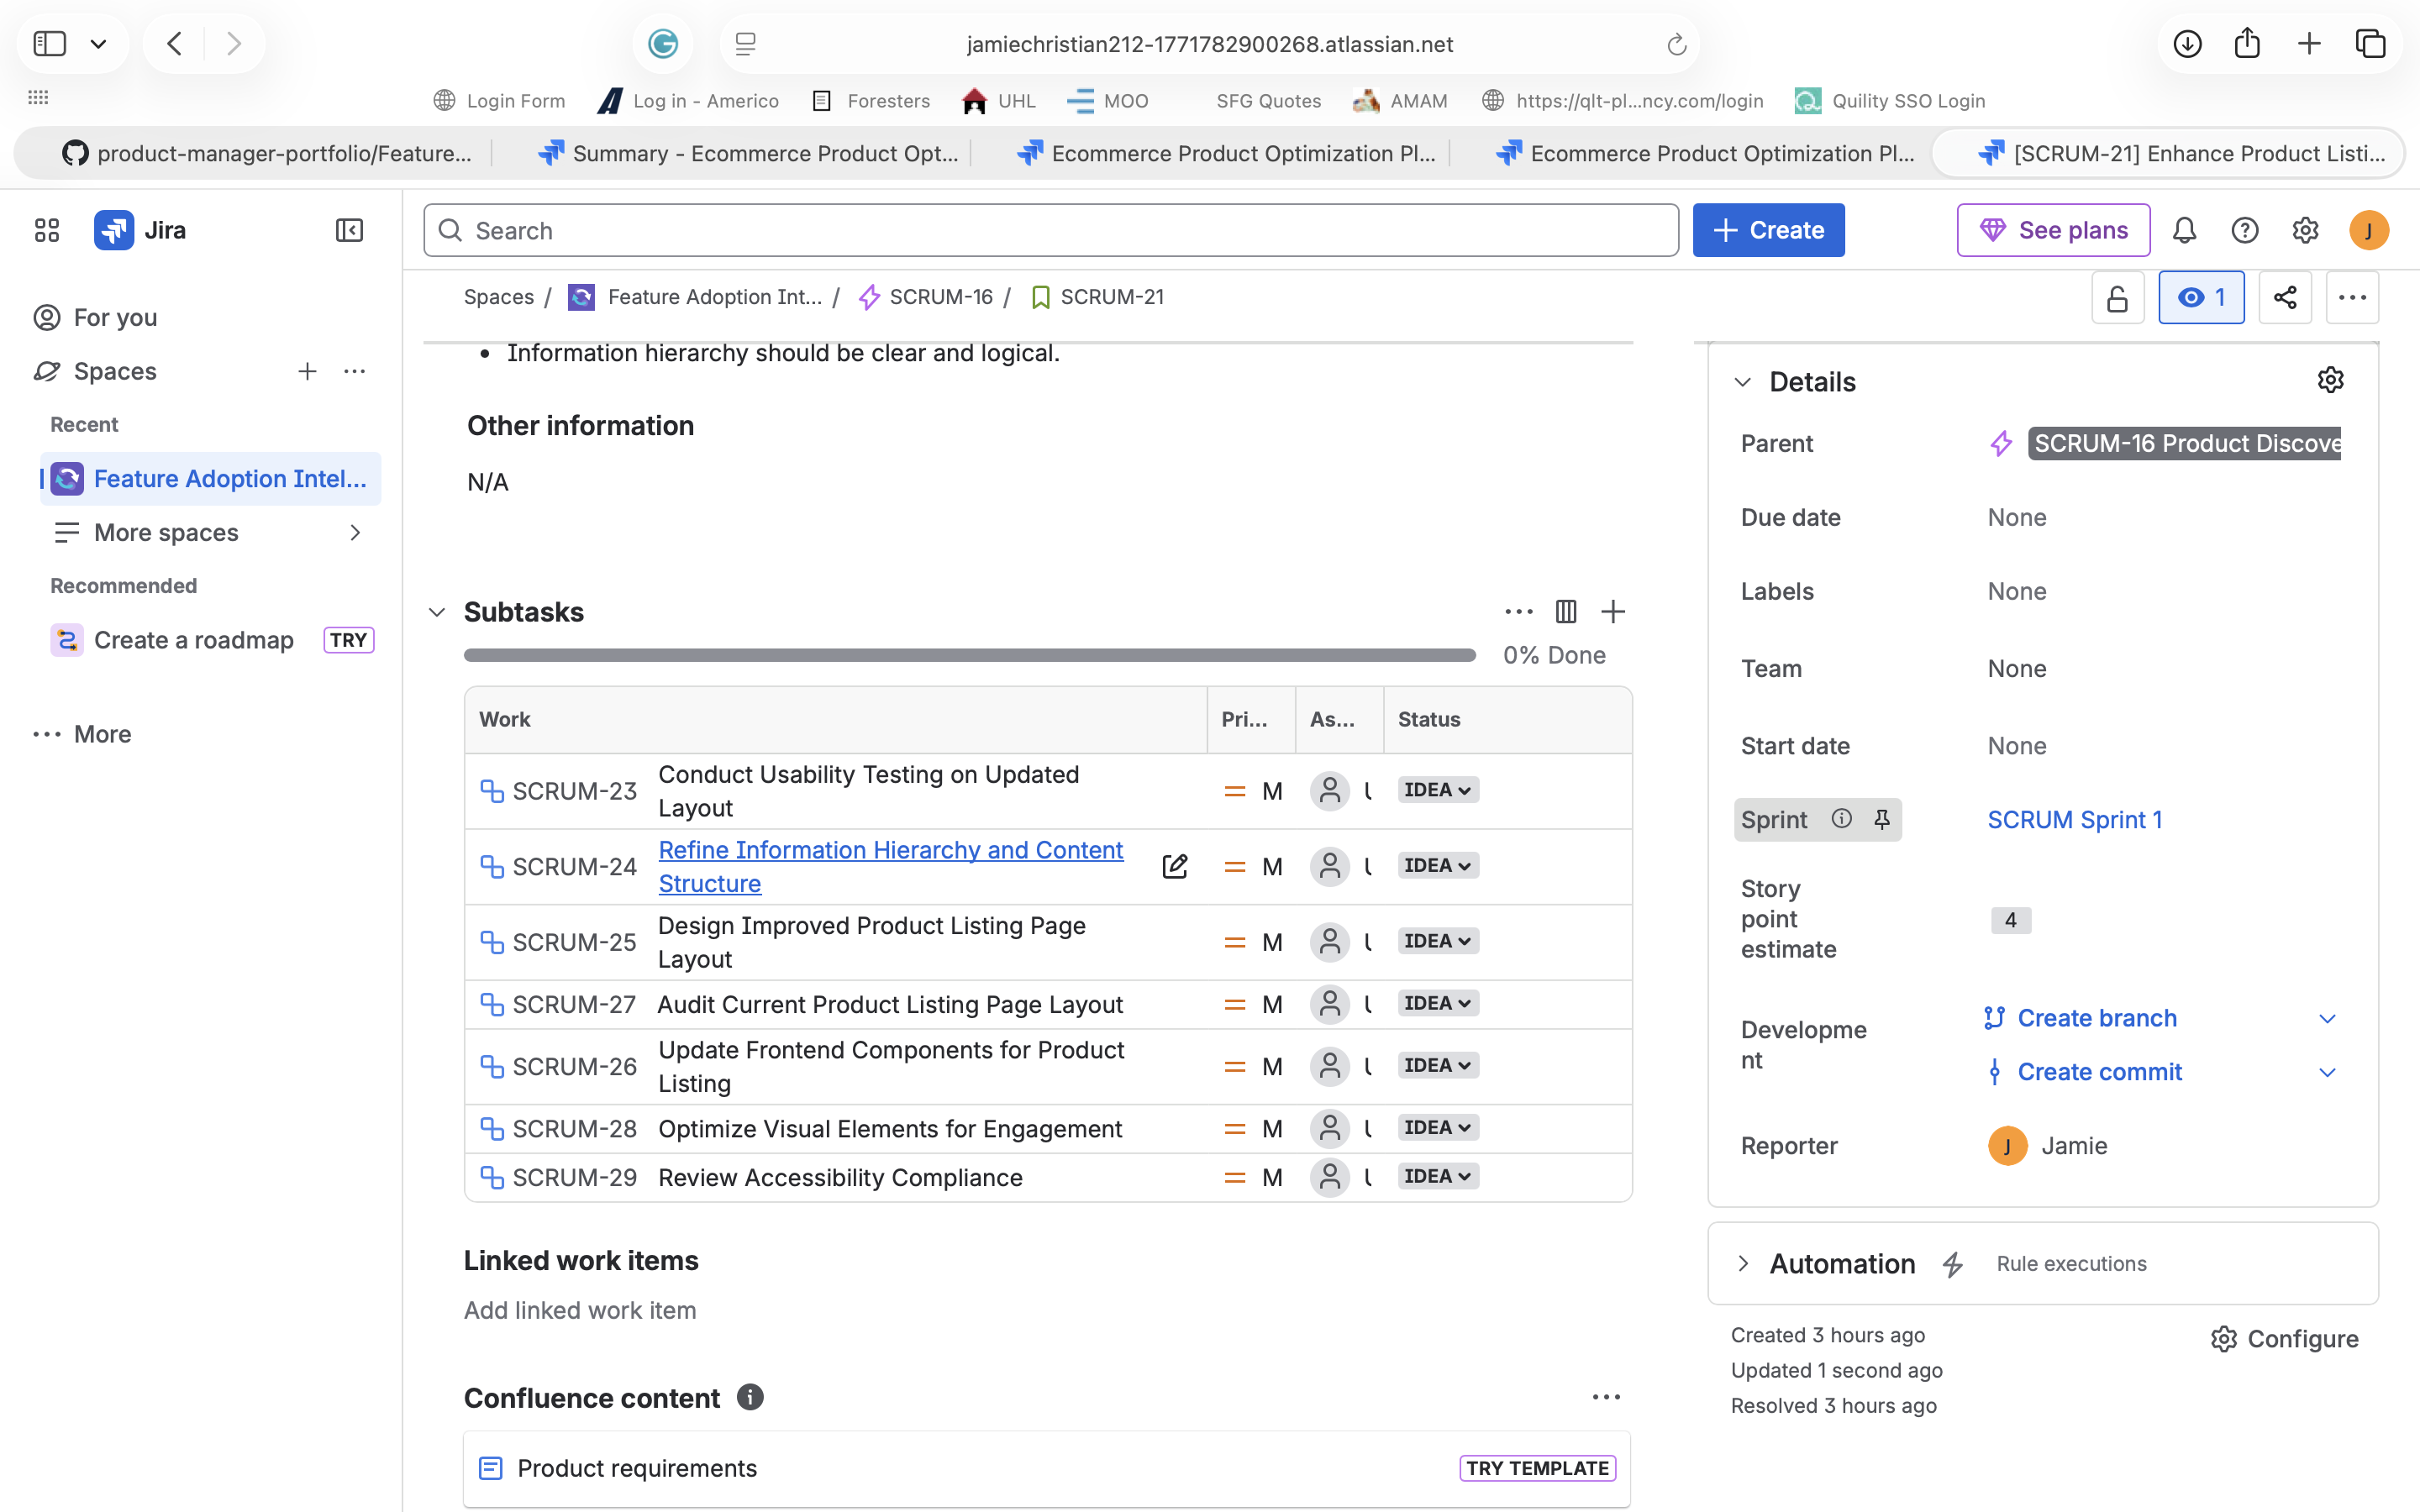 jamiechristian212-1771782900268.atlassian.net
Login Form
Log in - Americo
Foresters
UHL
MOO
SFG Quotes
AMAM
https://qlt-pl...ncy.com/login
Quility SSO Login
product-manager-portfolio/Feature...
Summary - Ecommerce Product Opt...
Ecommerce Product Optimization Pl...
Ecommerce Product Optimization Pl...
[SCRUM-21] Enhance Product Listi...
Jira
Search
Create
See plans
J
For you
Spaces
Recent
Feature Adoption Intel...
More spaces
Recommended
Create a roadmap
TRY
More
Spaces / Feature Adoption Int... / SCRUM-16 / SCRUM-21
1
• Information hierarchy should be clear and logical.
Other information
N/A
Subtasks
0% Done
Work Pri... As... Status
SCRUM-23 Conduct Usability Testing on Updated
Layout
M
IDEA
SCRUM-24 Refine Information Hierarchy and Content
Structure
M
IDEA
SCRUM-25 Design Improved Product Listing Page
Layout
M
IDEA
SCRUM-27 Audit Current Product Listing Page Layout
M
IDEA
SCRUM-26 Update Frontend Components for Product
Listing
M
IDEA
SCRUM-28 Optimize Visual Elements for Engagement
M
IDEA
SCRUM-29 Review Accessibility Compliance
M
IDEA
Linked work items
Add linked work item
Confluence content
Product requirements
TRY TEMPLATE
Details
Parent
SCRUM-16 Product Discove
Due date
None
Labels
None
Team
None
Start date
None
Sprint
SCRUM Sprint 1
Story
point
estimate
4
Developme
nt
Create branch
Create commit
Reporter
J
Jamie
Automation
Rule executions
Created 3 hours ago
Updated 1 second ago
Resolved 3 hours ago
Configure